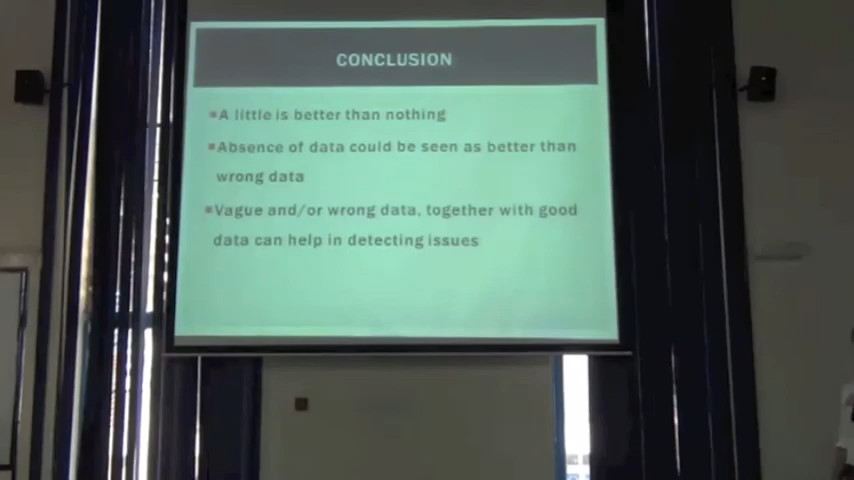 CONCLUSION
▪A little is better than nothing
▪Absence of data could be seen as better than
wrong data
▪Vague and/or wrong data, together with good
data can help in detecting issues